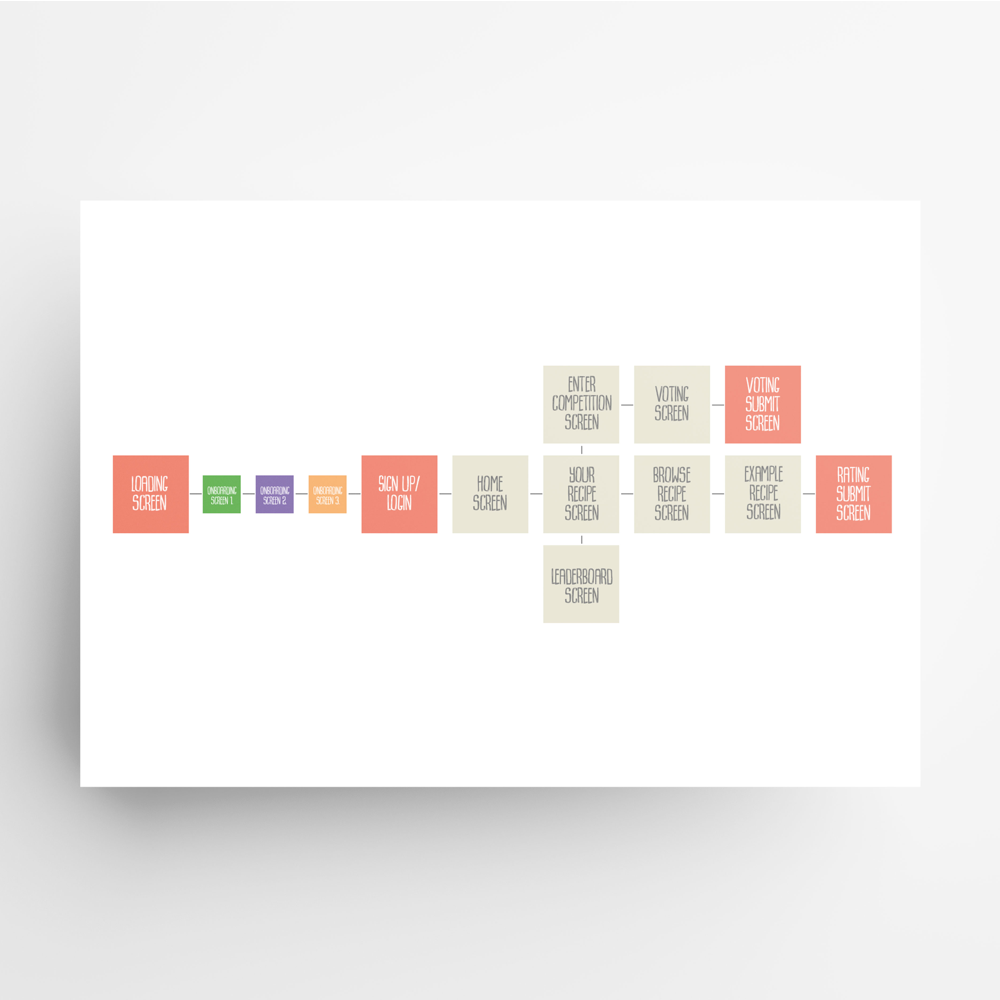 ENTER
COMPETITION
SCREEN
VOTING
SCREEN
VOTING
SUBMIT
SCREEN
LOADING
SCREEN
ONBOARDING
SCREEN 1
ONBOARDING
SCREEN 2
ONBOARDING
SCREEN 3
SIGN UP/
LOGIN
HOME
SCREEN
YOUR
RECIPE
SCREEN
BROWSE
RECIPE
SCREEN
EXAMPLE
RECIPE
SCREEN
RATING
SUBMIT
SCREEN
LEADERBOARD
SCREEN